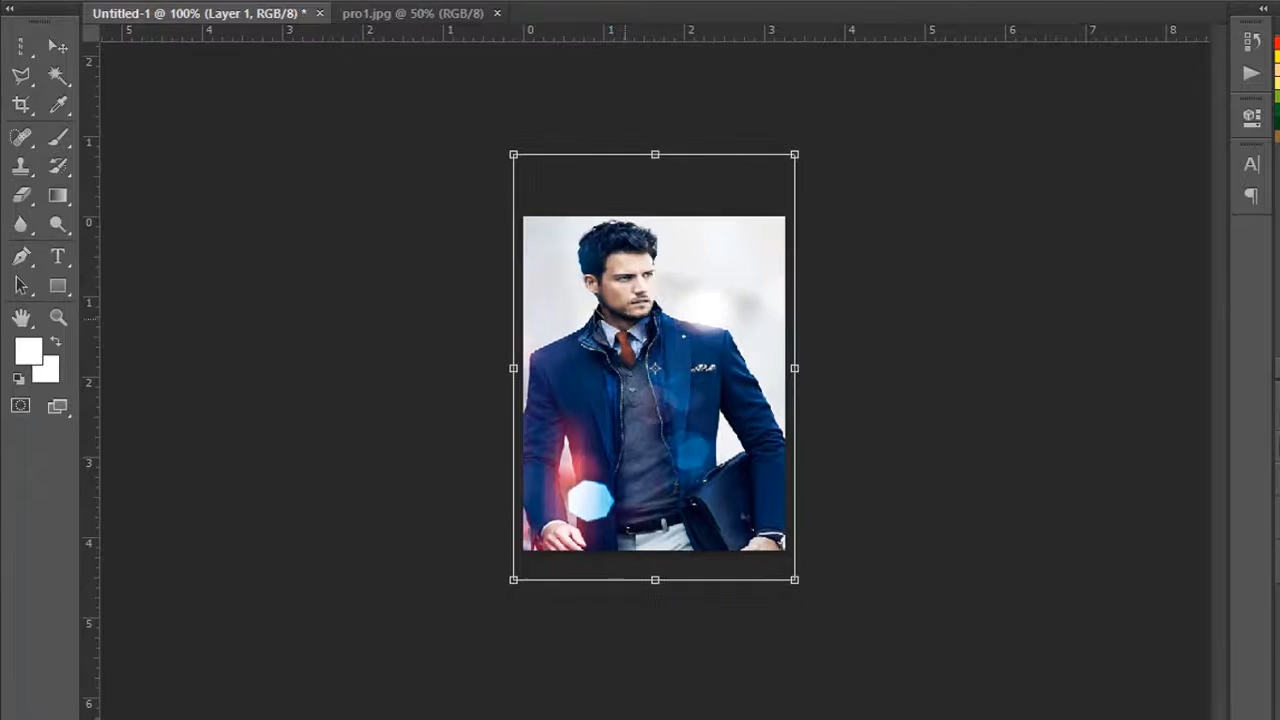 Untitled-1 @ 100% (Layer 1, RGB/8) * × pro1.jpg @ 50% (RGB/8) ×
5 4 3 2 1 0 1 2 3 4 5 6 7 8
2
1
0
1
2
3
4
5
6
T
A|
¶